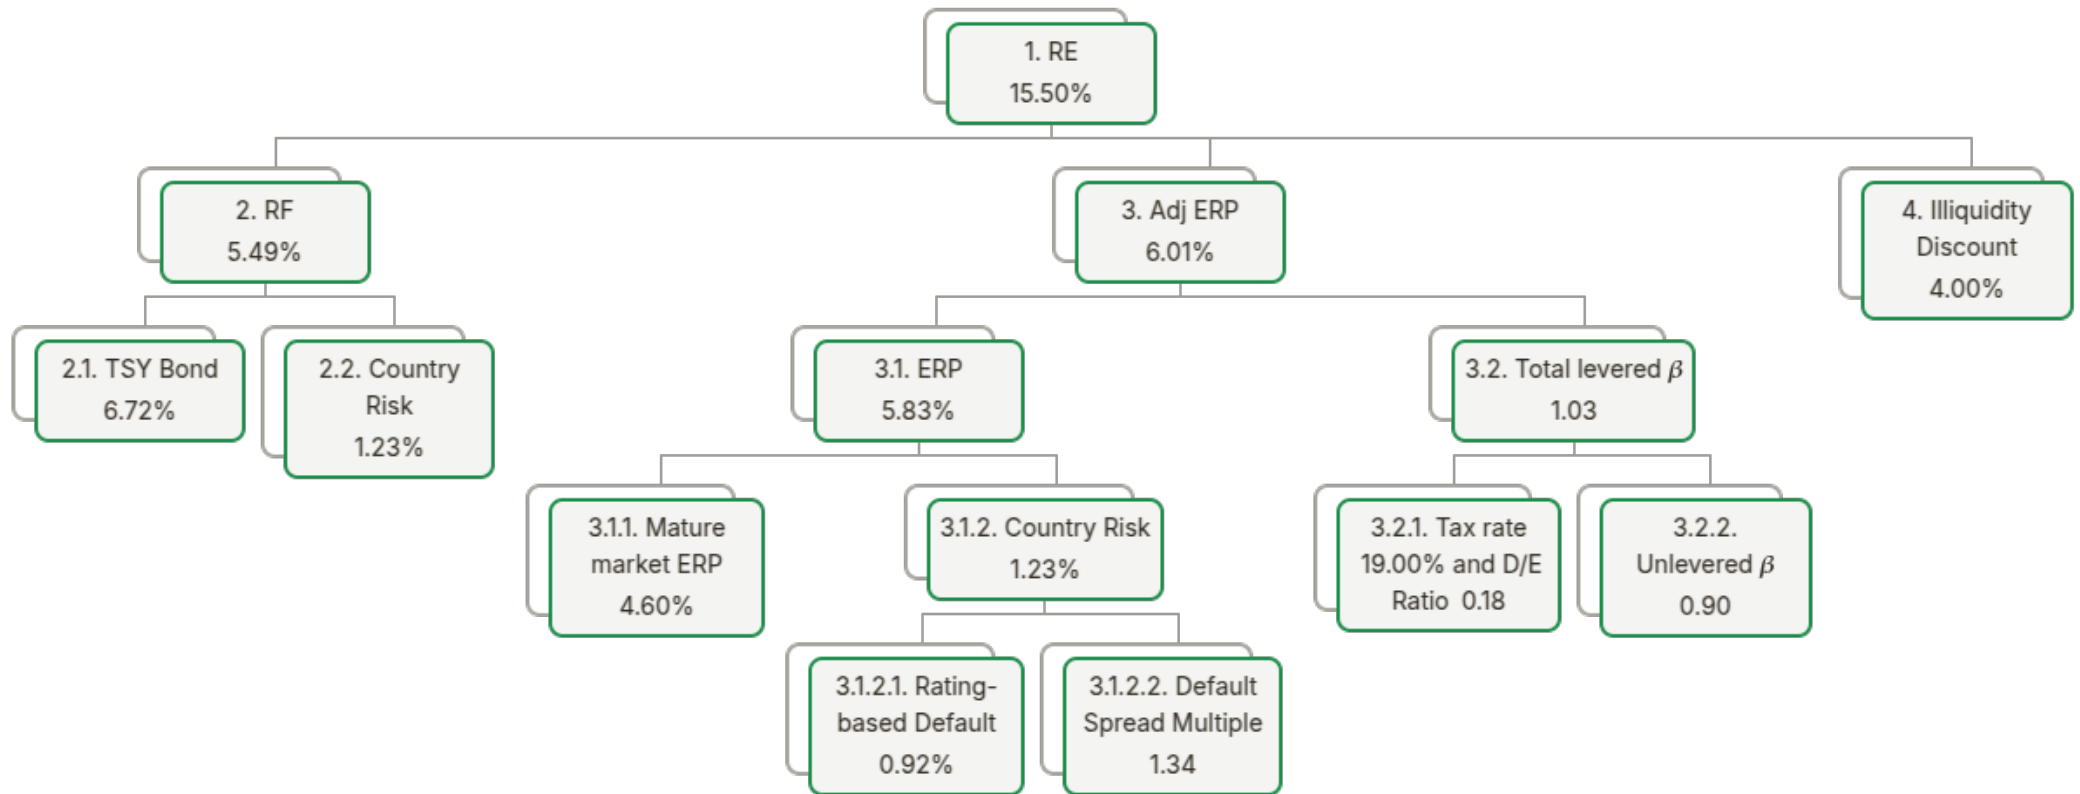 1. RE
15.50%
2. RF
5.49%
3. Adj ERP
6.01%
4. Illiquidity
Discount
4.00%
2.1. TSY Bond
6.72%
2.2. Country
Risk
1.23%
3.1. ERP
5.83%
3.2. Total levered β
1.03
3.1.1. Mature
market ERP
4.60%
3.1.2. Country Risk
1.23%
3.2.1. Tax rate
19.00% and D/E
Ratio 0.18
3.2.2.
Unlevered β
0.90
3.1.2.1. Rating-
based Default
0.92%
3.1.2.2. Default
Spread Multiple
1.34